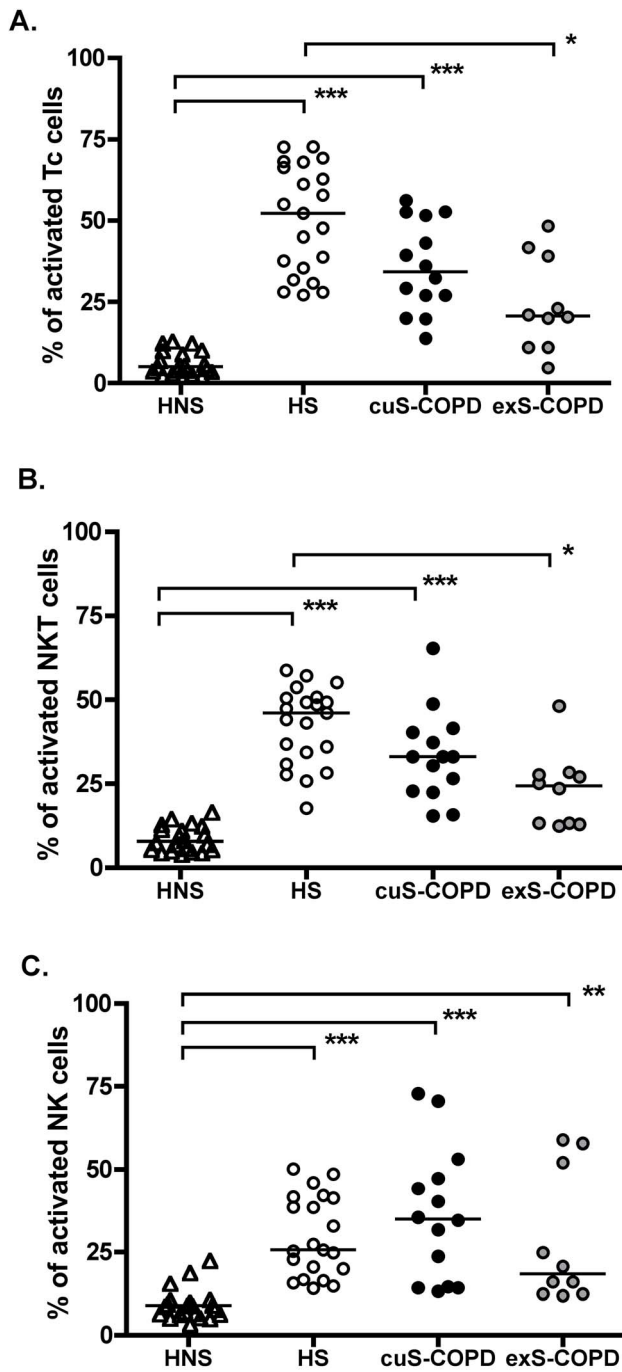 A.
% of activated Tc cells
100
75
50
25
0
*
***
***
HNS HS cuS-COPD exS-COPD
B.
% of activated NKT cells
100
75
50
25
0
*
***
***
HNS HS cuS-COPD exS-COPD
C.
% of activated NK cells
100
75
50
25
0
**
***
***
HNS HS cuS-COPD exS-COPD